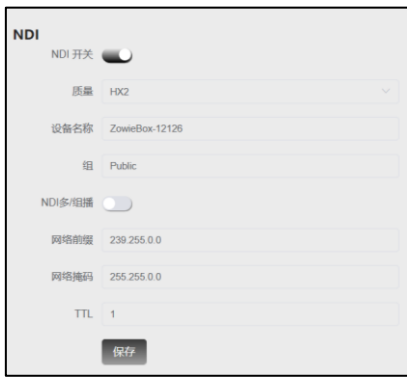 NDI
NDI 开关
质量 HX2
设备名称 ZowieBox-12126
组 Public
NDI多/组播
网络前缀 239.255.0.0
网络掩码 255.255.0.0
TTL 1
保存